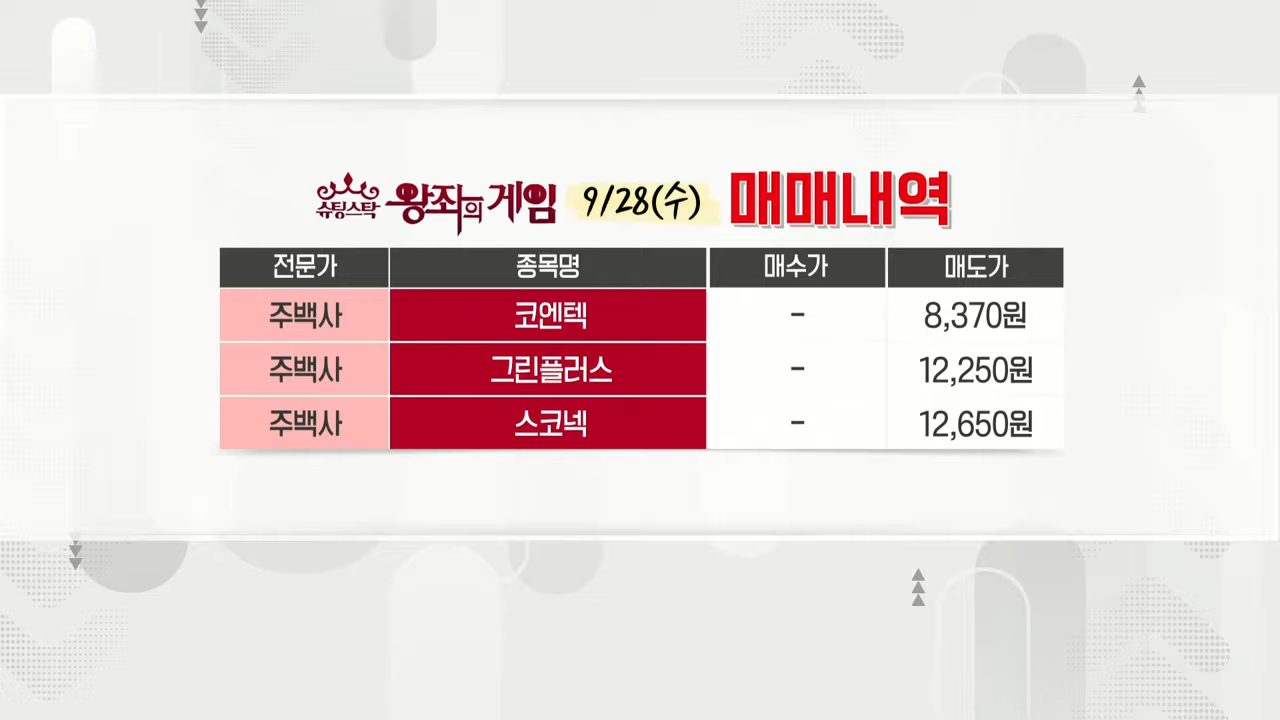 슈팅스탁 왕좌의 게임 9/28(수) 매매내역
전문가 종목명 매수가 매도가
주백사 코엔텍 - 8,370원
주백사 그린플러스 - 12,250원
주백사 스코넥 - 12,650원